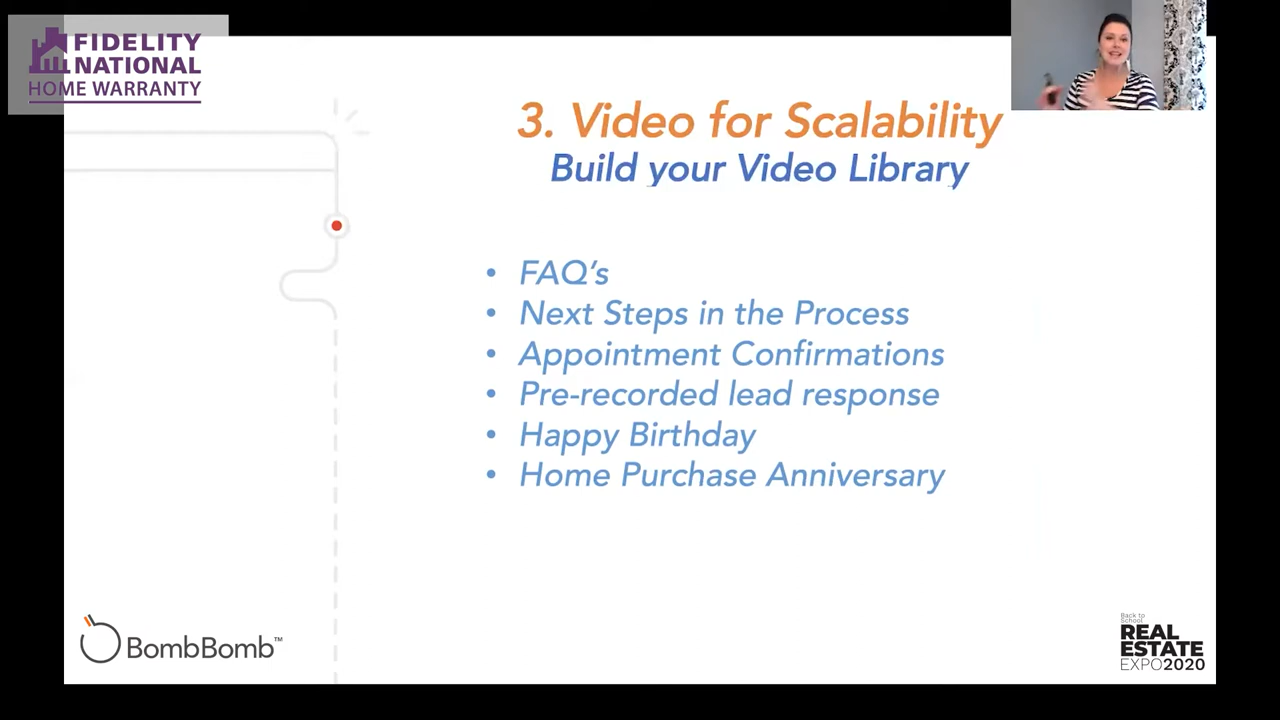 FIDELITY
NATIONAL
HOME WARRANTY
3. Video for Scalability
Build your Video Library
• FAQ's
• Next Steps in the Process
• Appointment Confirmations
• Pre-recorded lead response
• Happy Birthday
• Home Purchase Anniversary
BombBomb™
Back to
School
REAL
ESTATE
EXPO2020